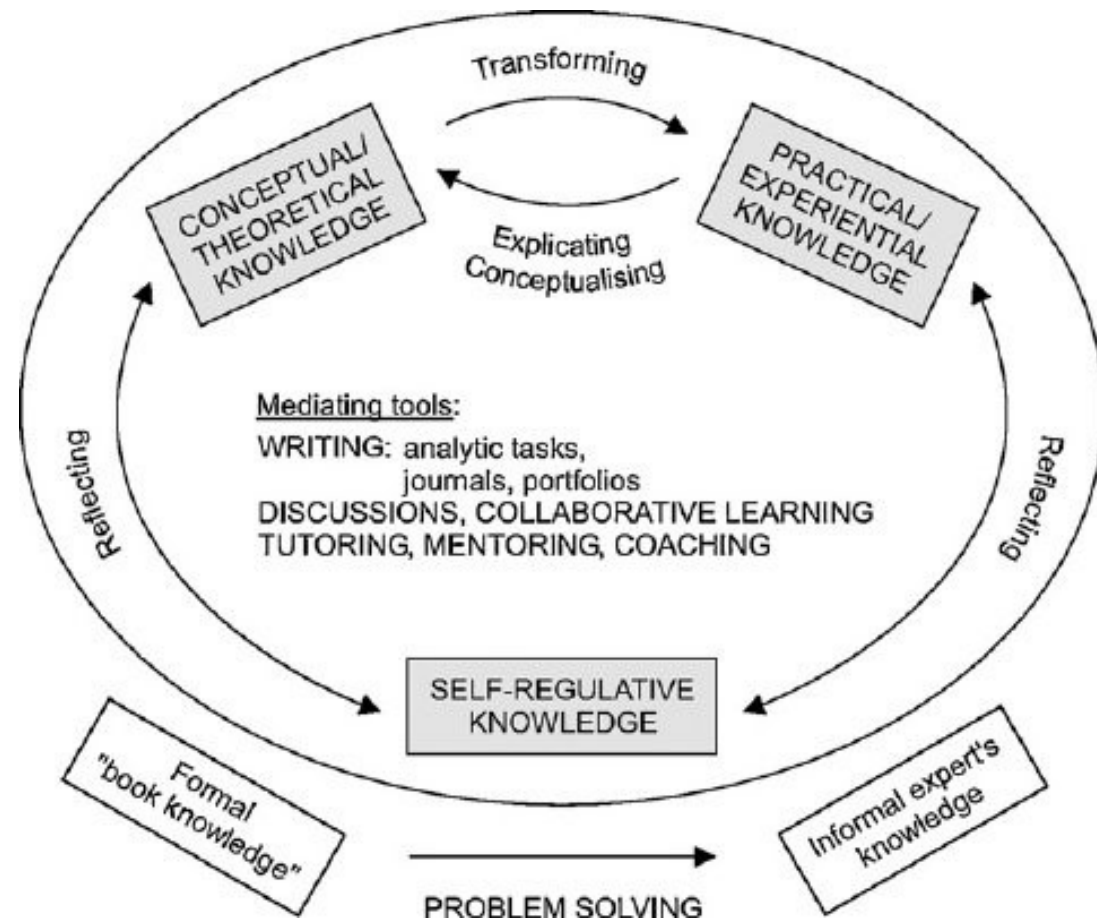 Transforming
CONCEPTUAL/
THEORETICAL
KNOWLEDGE
PRACTICAL/
EXPERIENTIAL
KNOWLEDGE
Explicating
Conceptualising
Mediating tools:
WRITING: analytic tasks,
journals, portfolios
DISCUSSIONS, COLLABORATIVE LEARNING
TUTORING, MENTORING, COACHING
Reflecting
Reflecting
SELF-REGULATIVE
KNOWLEDGE
Formal
"book knowledge"
Informal expert's
knowledge
PROBLEM SOLVING